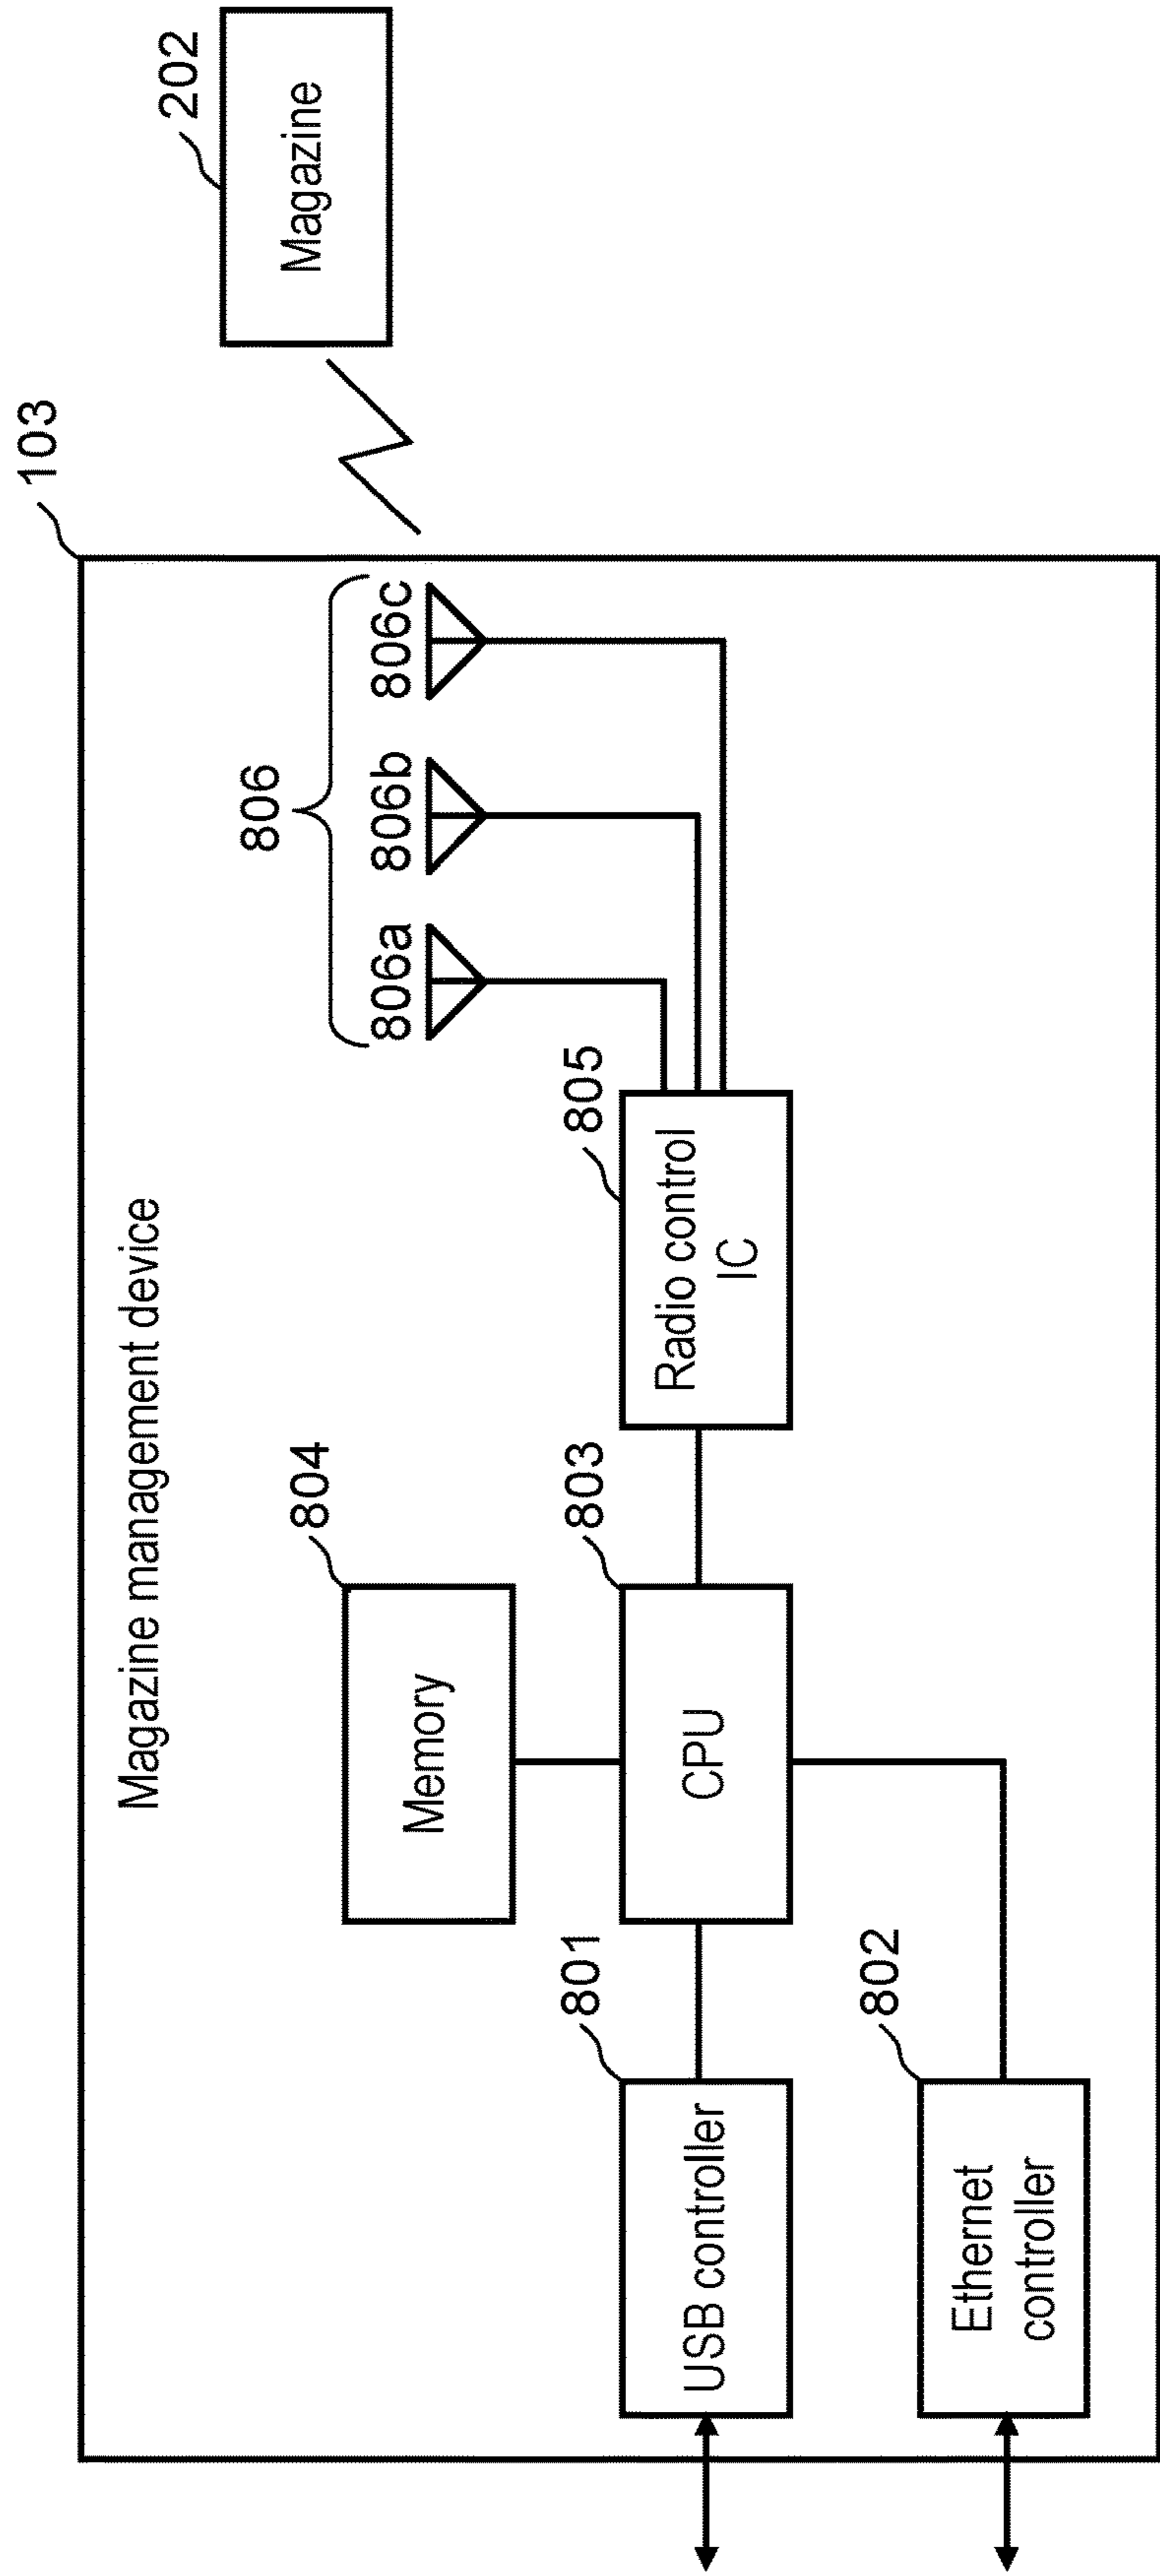 103
202
Magazine management device
Magazine
806
806a
806b
806c
804
Memory
801
803
805
USB controller
CPU
Radio control
IC
802
Ethernet
controller